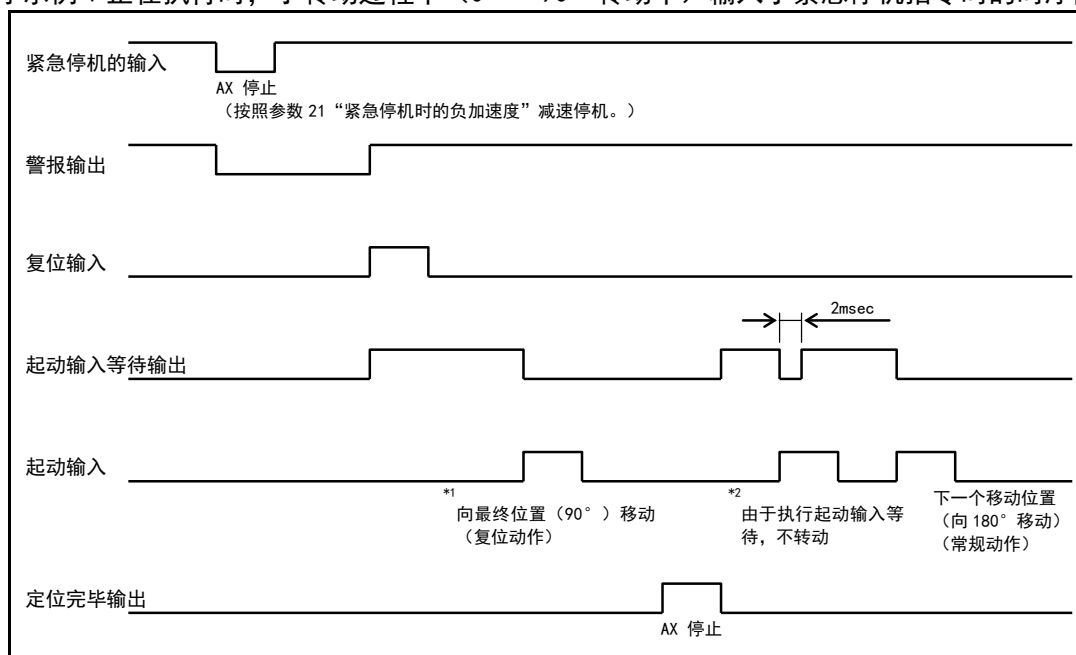 紧急停机的输入
AX 停止
（按照参数 21“紧急停机时的负加速度”减速停机。）
警报输出
复位输入
2msec
起动输入等待输出
起动输入
*1
向最终位置（90°）移动
（复位动作）
*2
由于执行起动输入等
待，不转动
下一个移动位置
（向 180°移动）
（常规动作）
定位完毕输出
AX 停止